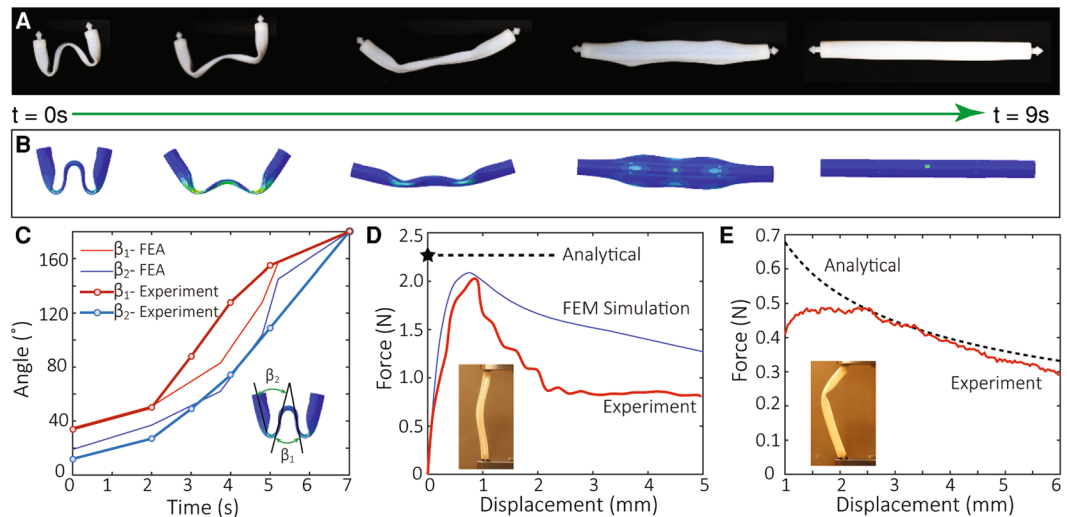 A
t = 0s
t = 9s
B
C
β1- FEA
β2- FEA
β1- Experiment
β2- Experiment
160
120
80
40
0
Angle (°)
β2
β1
0
1
2
3
4
5
6
7
Time (s)
D
2.5
2.0
1.5
1.0
0.5
0
Force (N)
Analytical
FEM Simulation
Experiment
0
1
2
3
4
5
Displacement (mm)
E
0.7
0.6
0.5
0.4
0.3
0.2
0.1
0
Force (N)
Analytical
Experiment
1
2
3
4
5
6
Displacement (mm)